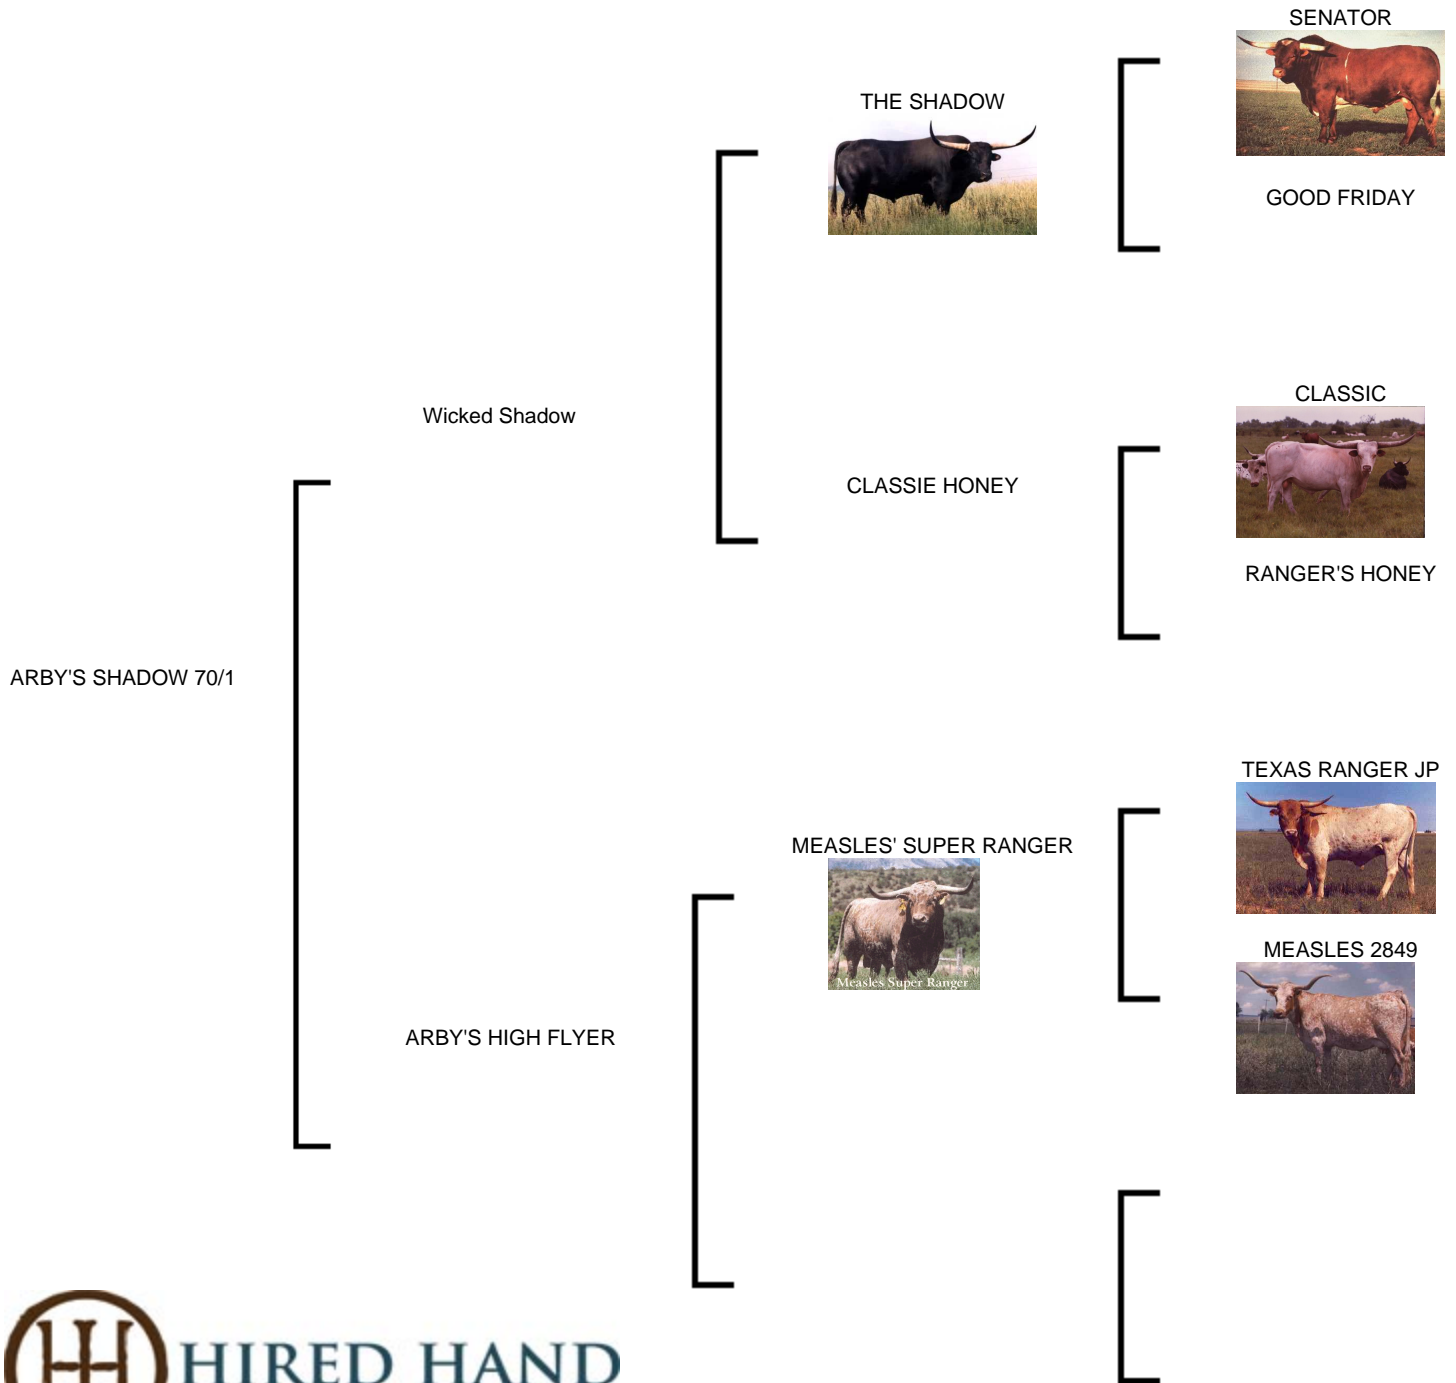 SENATOR
THE SHADOW
GOOD FRIDAY
CLASSIC
Wicked Shadow
CLASSIE HONEY
RANGER'S HONEY
ARBY'S SHADOW 70/1
TEXAS RANGER JP
MEASLES' SUPER RANGER
MEASLES 2849
Measles Super Ranger
ARBY'S HIGH FLYER
HIRED HAND